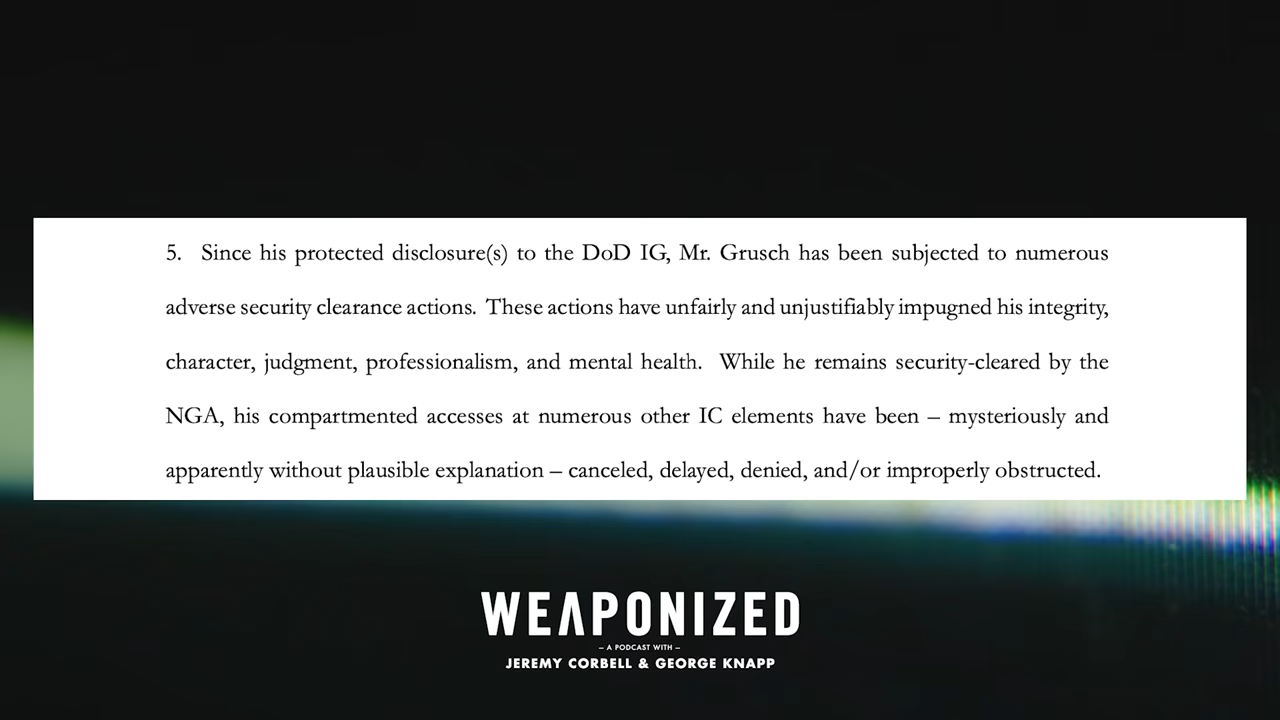 5. Since his protected disclosure(s) to the DoD IG, Mr. Grusch has been subjected to numerous
adverse security clearance actions. These actions have unfairly and unjustifiably impugned his integrity,
character, judgment, professionalism, and mental health. While he remains security-cleared by the
NGA, his compartmented accesses at numerous other IC elements have been – mysteriously and
apparently without plausible explanation – canceled, delayed, denied, and/or improperly obstructed.
WEAPONIZED
– A PODCAST WITH –
JEREMY CORBELL & GEORGE KNAPP